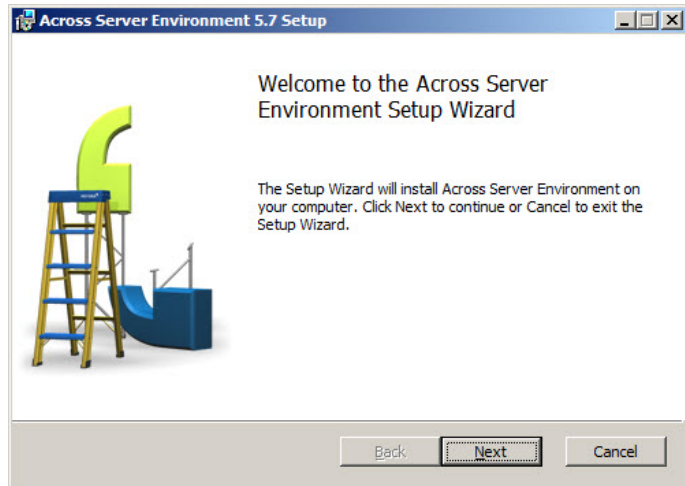 Across Server Environment 5.7 Setup
Welcome to the Across Server
Environment Setup Wizard
The Setup Wizard will install Across Server Environment on
your computer. Click Next to continue or Cancel to exit the
Setup Wizard.
Back Next Cancel